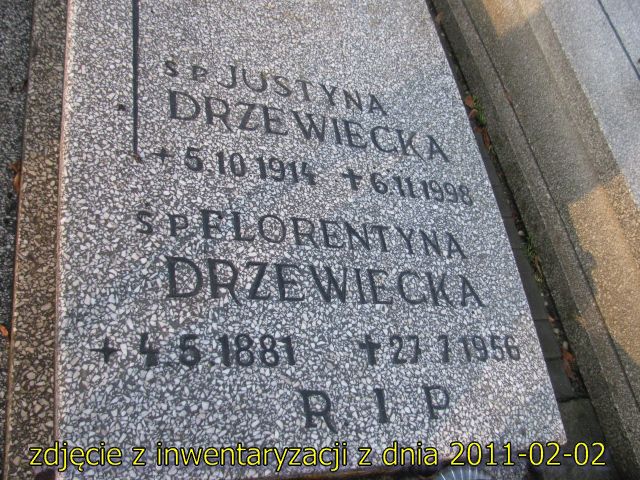 Ś P JUSTYNA
DRZEWIECKA
+ 5.10 1914 + 6.11.1998
Ś P FLORENTYNA
DRZEWIECKA
+ 4.5.1881 + 27 7 1956
R I P
zdjęcie z inwentaryzacji z dnia 2011-02-02